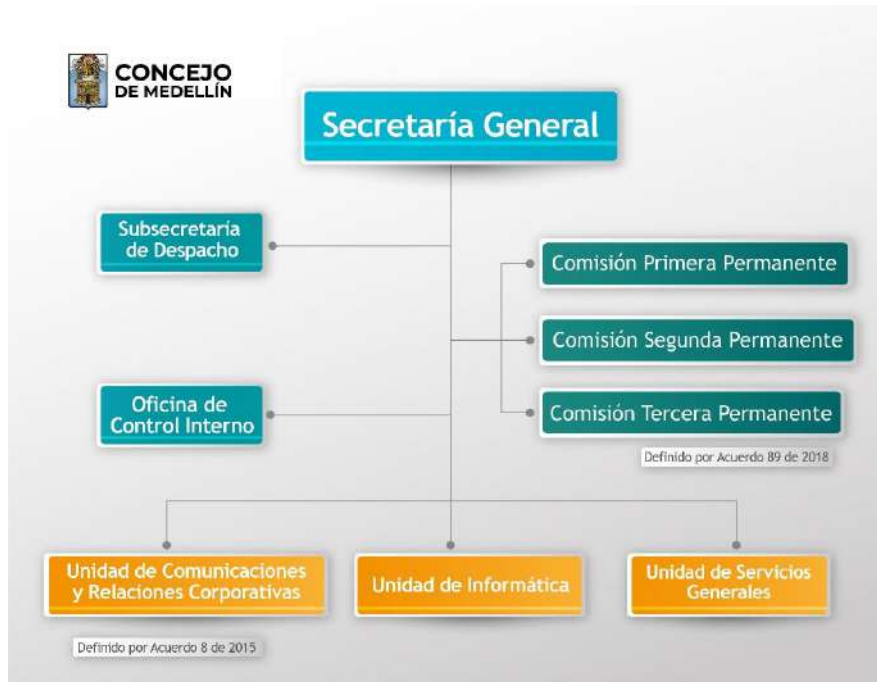 CONCEJO
DE MEDELLÍN
Secretaría General
Subsecretaría
de Despacho
Comisión Primera Permanente
Comisión Segunda Permanente
Oficina de
Control Interno
Comisión Tercera Permanente
Definido por Acuerdo 89 de 2018
Unidad de Comunicaciones
y Relaciones Corporativas
Unidad de Informática
Unidad de Servicios
Generales
Definido por Acuerdo 8 de 2015